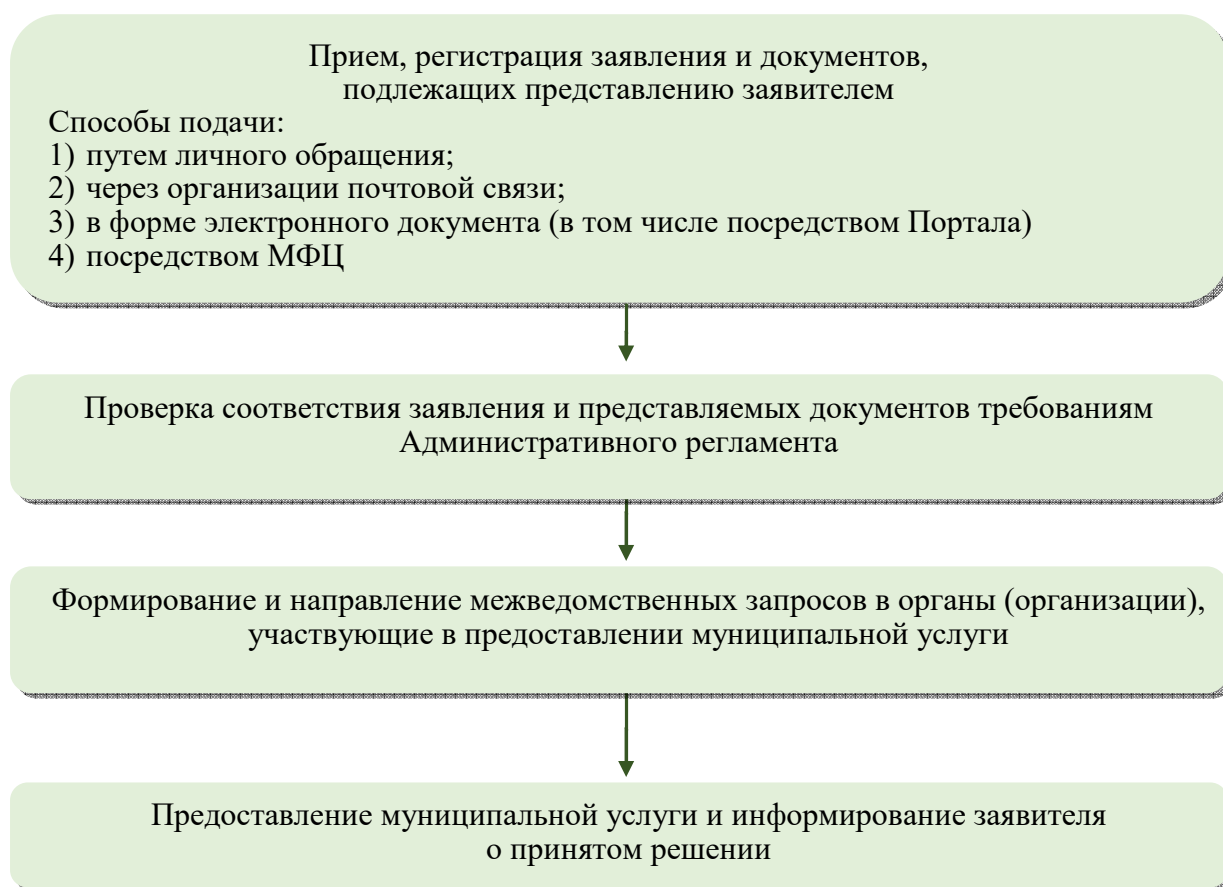 Прием, регистрация заявления и документов,
подлежащих представлению заявителем
Способы подачи:
1) путем личного обращения;
2) через организации почтовой связи;
3) в форме электронного документа (в том числе посредством Портала)
4) посредством МФЦ
Проверка соответствия заявления и представляемых документов требованиям
Административного регламента
Формирование и направление межведомственных запросов в органы (организации),
участвующие в предоставлении муниципальной услуги
Предоставление муниципальной услуги и информирование заявителя
о принятом решении